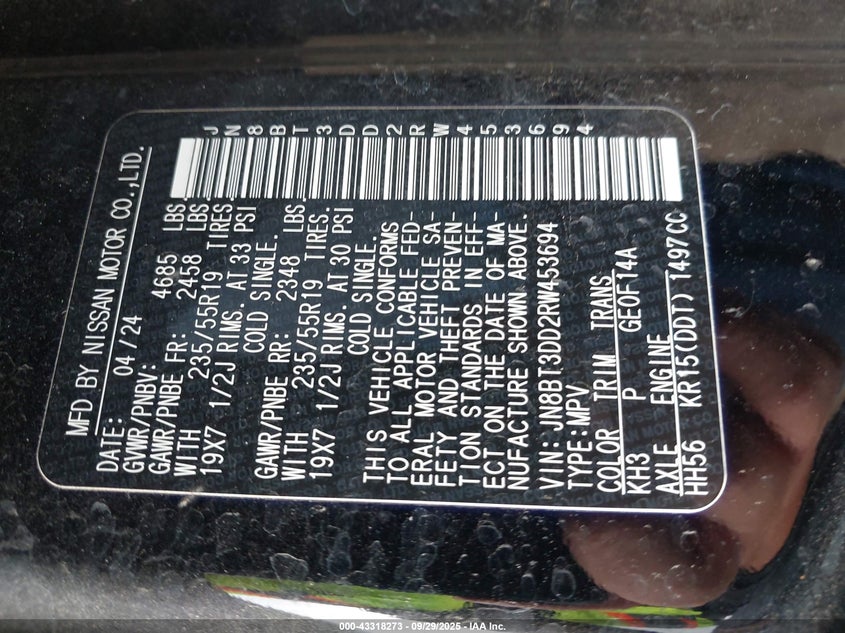 MFD BY NISSAN MOTOR CO.,LTD.
DATE: 04/24
GVWR/PNBV: 4685 LBS
GAWR/PNBE FR: 2458 LBS
WITH 235/55R19 TIRES
19X7 1/2J RIMS. AT 33 PSI
COLD SINGLE.
GAWR/PNBE RR: 2348 LBS
WITH 235/55R19 TIRES.
19X7 1/2J RIMS. AT 30 PSI
COLD SINGLE.
THIS VEHICLE CONFORMS
TO ALL APPLICABLE FED-
ERAL MOTOR VEHICLE SA-
FETY AND THEFT PREVEN-
TION STANDARDS IN EFF-
ECT ON THE DATE OF MA-
NUFACTURE SHOWN ABOVE.
VIN: JN8BT3DD2RW453694
TYPE:MPV
COLOR TRIM TRANS
KH3 P GE0F14A
AXLE ENGINE
HH56 KR15(DDT) 1497CC
JN8BT3DD2RW453694
000-43318273 - 09/29/2025 - IAA Inc.